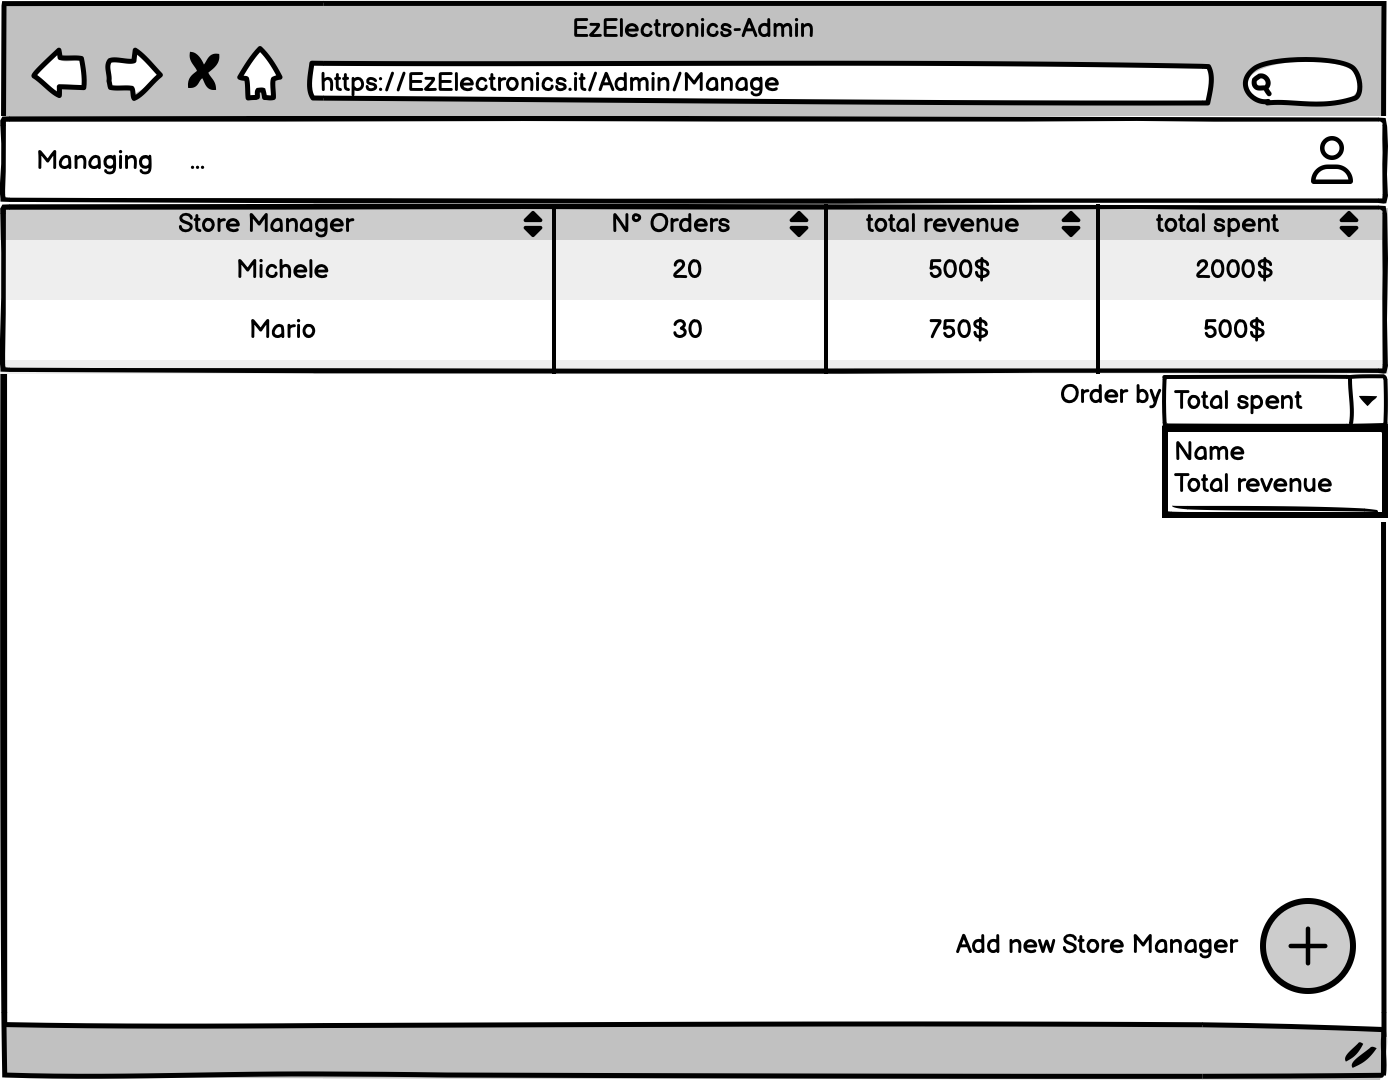 EzElectronics-Admin
https://EzElectronics.it/Admin/Manage
Managing ...
Store Manager N° Orders total revenue total spent
Michele 20 500$ 2000$
Mario 30 750$ 500$
Order by Total spent
Name
Total revenue
Add new Store Manager